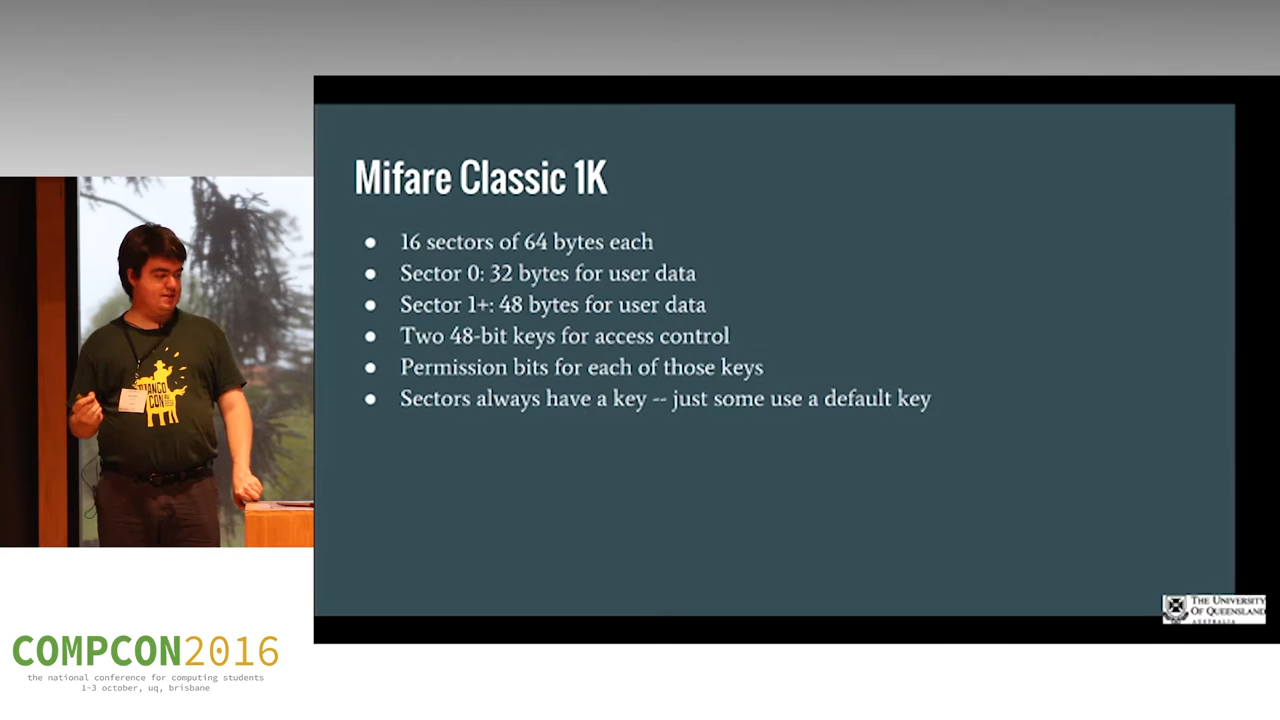 Mifare Classic 1K
● 16 sectors of 64 bytes each
● Sector 0: 32 bytes for user data
● Sector 1+: 48 bytes for user data
● Two 48-bit keys for access control
● Permission bits for each of those keys
● Sectors always have a key -- just some use a default key
DJANGO
CON
THE UNIVERSITY
OF QUEENSLAND
AUSTRALIA
COMPCON2016
the national conference for computing students
1-3 october, uq, brisbane